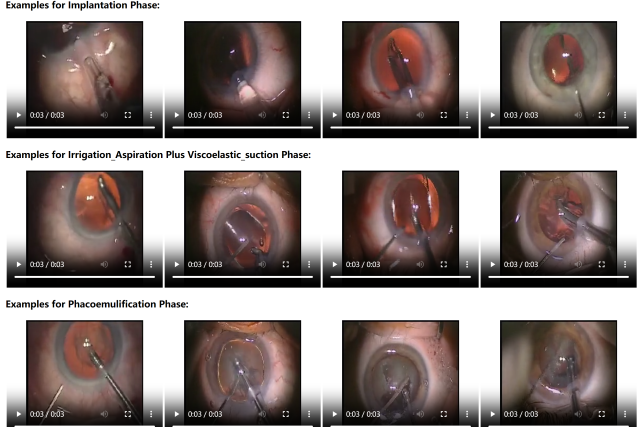 Examples for Implantation Phase:
0:03 / 0:03 0:03 / 0:03 0:03 / 0:03 0:03 / 0:03
Examples for Irrigation_Aspiration Plus Viscoelastic_suction Phase:
0:03 / 0:03 0:03 / 0:03 0:03 / 0:03 0:03 / 0:03
Examples for Phacoemulification Phase:
0:03 / 0:03 0:03 / 0:03 0:03 / 0:03 0:03 / 0:03